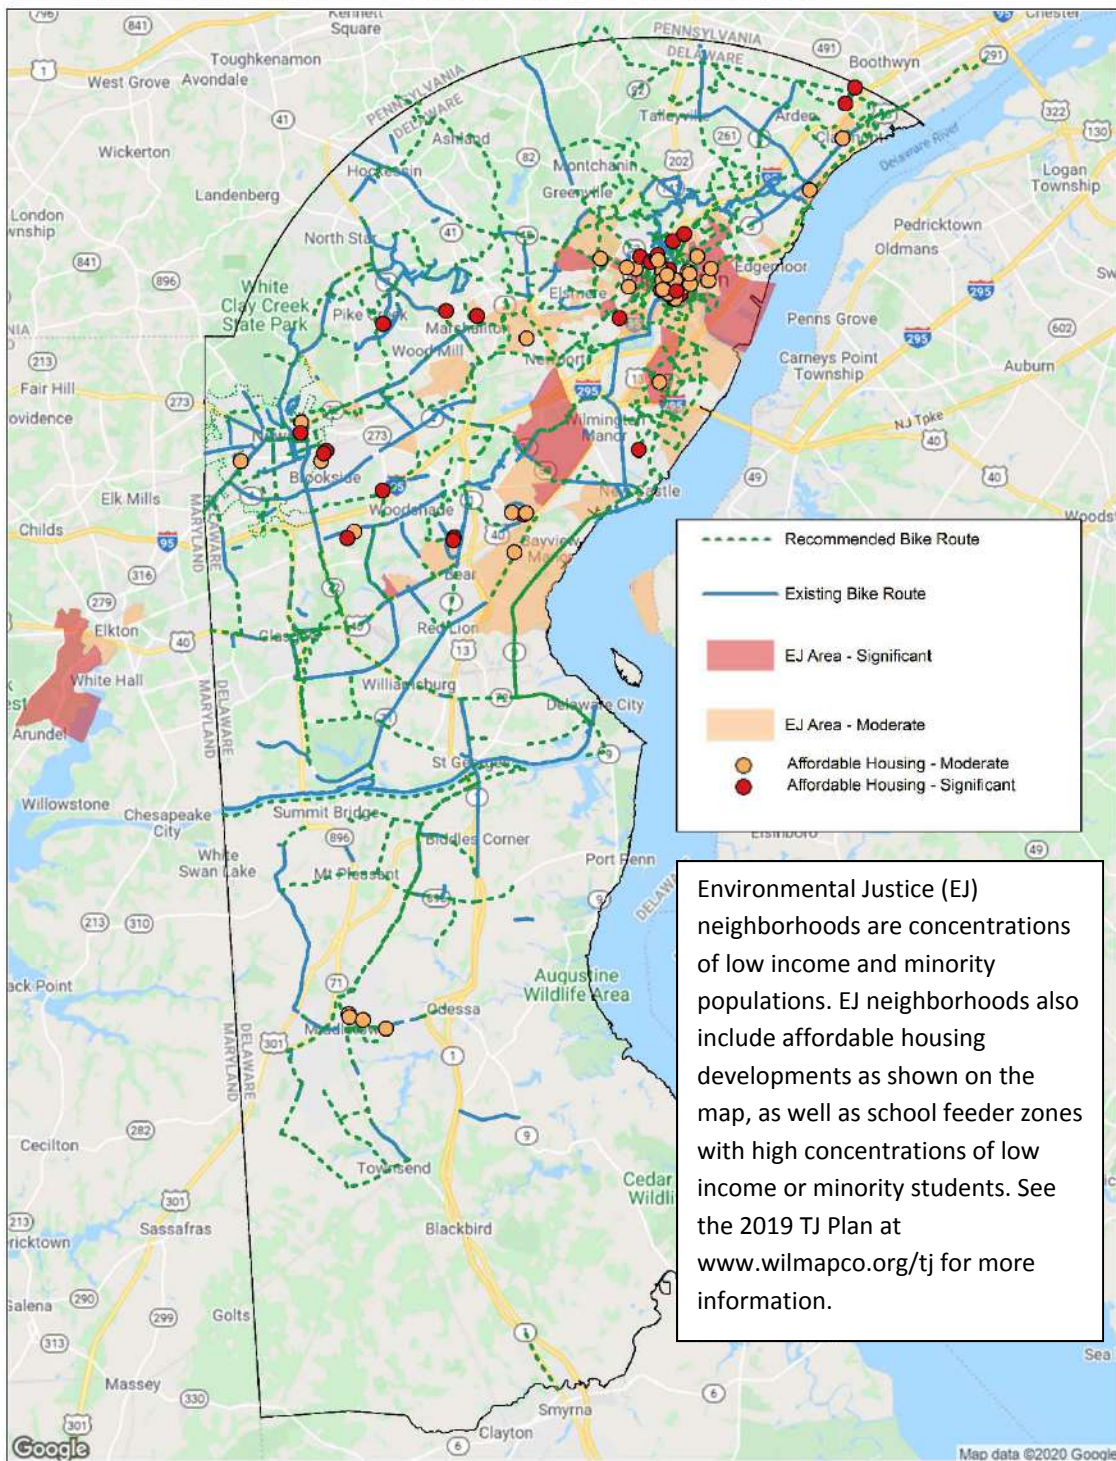 Kennett
Square
Toughkenamon
West Grove
Avondale
PENNSYLVANIA
DELAWARE
Chester
Boothwyn
Talleyville
Arden
Ashland
Wickerton
Hockessin
Montchanin
Greenville
Delaware River
Logan
Township
Landenberg
London
North Star
Pedricktown
Oldmans
Edgemoor
White
Clay Creek
State Park
Pike Creek
Elsmere
Marshallton
Wood Mill
Newport
Penns Grove
Carneys Point
Township
Auburn
Fair Hill
NJ Tpke
Wilmington
Manor
Brookside
Elk Mills
Woodshade
New Castle
Childs
Bayview
Manor
Bear
Elkton
Red Lion
White Hall
Williamsburg
DELAWARE
MARYLAND
Delaware City
Arundel
St Georges
Willowstone
Chesapeake
City
Summit Bridge
White
Swan Lake
Biddles Corner
Mt Pleasant
Port Penn
Augustine
Wildlife Area
Odessa
DELAWARE
MARYLAND
Cecilton
Townsend
Sassafras
Blackbird
Golts
Massey
Smyrna
Clayton
Recommended Bike Route
Existing Bike Route
EJ Area - Significant
EJ Area - Moderate
Affordable Housing - Moderate
Affordable Housing - Significant
Environmental Justice (EJ)
neighborhoods are concentrations
of low income and minority
populations. EJ neighborhoods also
include affordable housing
developments as shown on the
map, as well as school feeder zones
with high concentrations of low
income or minority students. See
the 2019 TJ Plan at
www.wilmapco.org/tj for more
information.
Google
Map data ©2020 Google